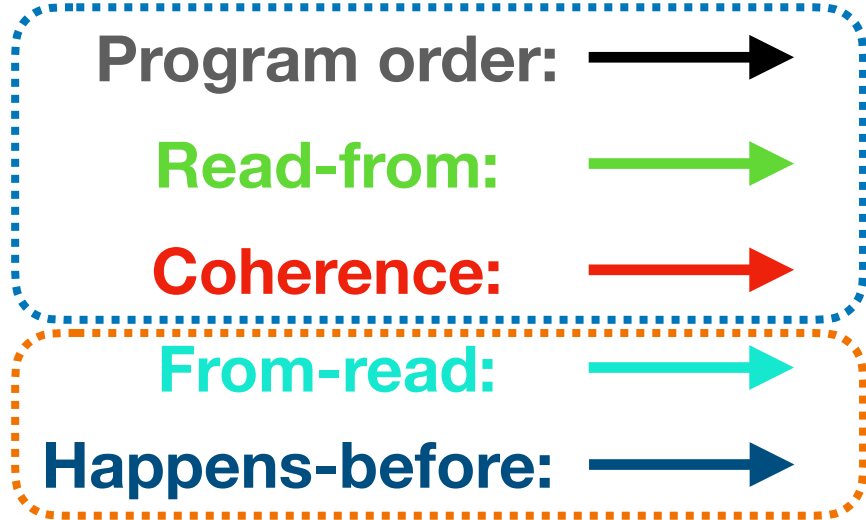 Program order:
Read-from:
Coherence:
From-read:
Happens-before: